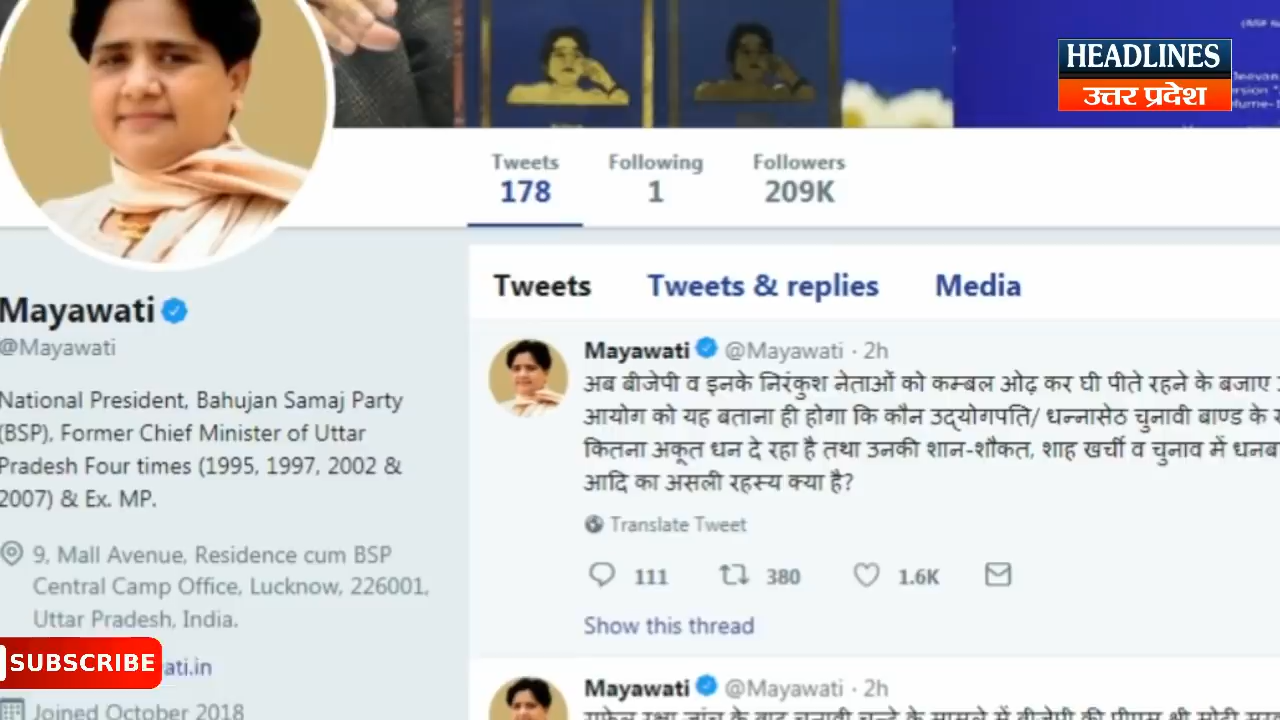 HEADLINES
उत्तर प्रदेश
Tweets Following Followers
178 1 209K
Tweets Tweets & replies Media
Mayawati
@Mayawati
National President, Bahujan Samaj Party
(BSP), Former Chief Minister of Uttar
Pradesh Four times (1995, 1997, 2002 &
2007) & Ex. MP.
9, Mall Avenue, Residence cum BSP
Central Camp Office, Lucknow, 226001,
Uttar Pradesh, India.
SUBSCRIBE
ati.in
Joined October 2018
Mayawati @Mayawati · 2h
अब बीजेपी व इनके निरंकुश नेताओं को कम्बल ओढ़ कर घी पीते रहने के बजाए
आयोग को यह बताना ही होगा कि कौन उद्योगपति/ धन्नासेठ चुनावी बाण्ड के
कितना अकूत धन दे रहा है तथा उनकी शान-शौकत, शाह खर्ची व चुनाव में धनब
आदि का असली रहस्य क्या है?
Translate Tweet
111 380 1.6K
Show this thread
Mayawati @Mayawati · 2h